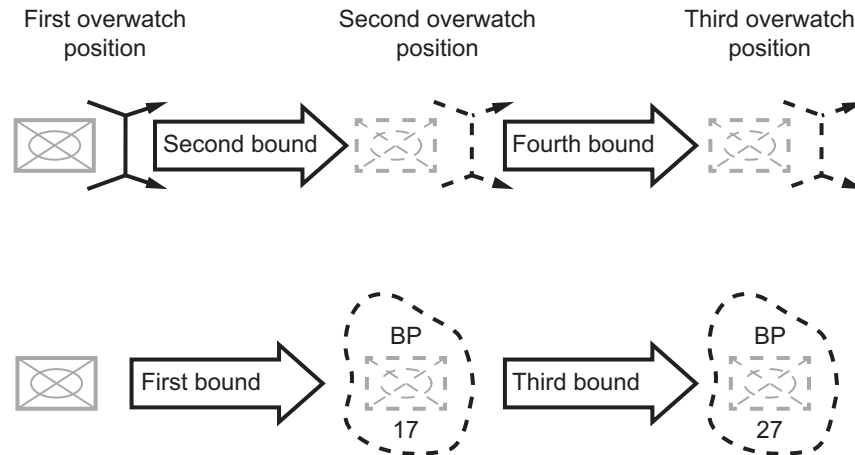 First overwatch
position
Second overwatch
position
Third overwatch
position
Second bound
Fourth bound
BP
BP
First bound
Third bound
17
27